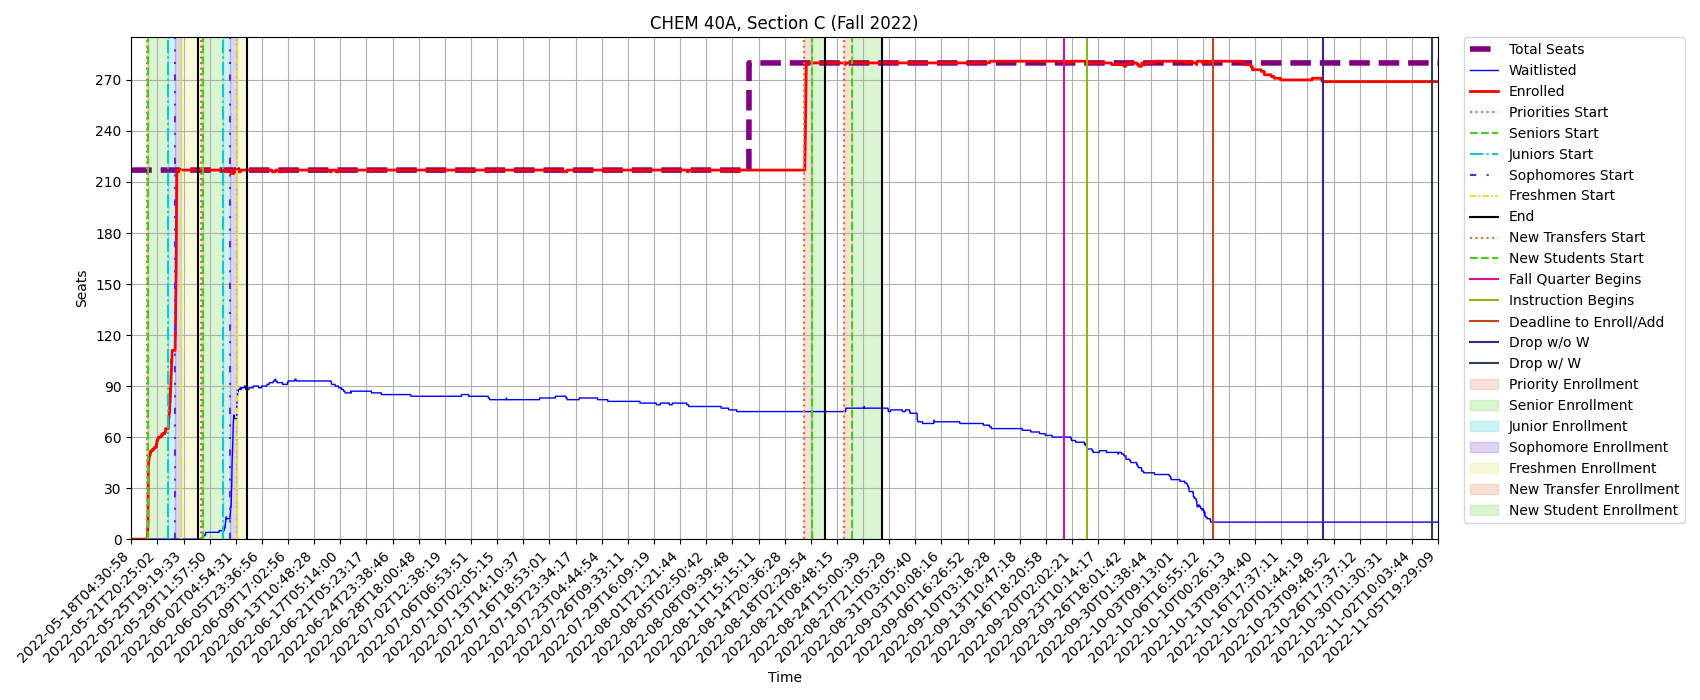 CHEM 40A, Section C (Fall 2022)
Seats
270
240
210
180
150
120
90
60
30
0
2022-05-18T04:30:58
2022-05-21T20:25:02
2022-05-25T19:19:33
2022-05-29T11:57:50
2022-06-02T04:54:31
2022-06-05T23:36:56
2022-06-09T17:02:56
2022-06-13T10:48:28
2022-06-17T05:14:00
2022-06-21T05:23:17
2022-06-24T23:38:46
2022-06-28T18:00:48
2022-07-02T12:38:19
2022-07-06T06:53:51
2022-07-10T02:05:15
2022-07-13T14:10:37
2022-07-16T18:53:01
2022-07-19T23:34:17
2022-07-23T04:44:54
2022-07-26T09:33:11
2022-07-29T16:09:19
2022-08-01T21:21:44
2022-08-05T02:50:42
2022-08-08T09:39:48
2022-08-11T15:15:11
2022-08-14T20:36:28
2022-08-18T02:29:54
2022-08-21T08:48:15
2022-08-24T15:00:39
2022-08-27T21:05:29
2022-08-31T03:05:40
2022-09-03T10:08:16
2022-09-06T16:26:52
2022-09-10T03:18:28
2022-09-13T10:47:18
2022-09-16T18:20:58
2022-09-20T02:02:21
2022-09-23T10:14:17
2022-09-26T18:01:42
2022-09-30T01:38:44
2022-10-03T09:13:01
2022-10-06T16:55:12
2022-10-10T00:26:13
2022-10-13T09:34:40
2022-10-16T17:37:11
2022-10-20T01:44:19
2022-10-23T09:48:52
2022-10-26T17:37:12
2022-10-30T01:30:31
2022-11-02T10:03:44
2022-11-05T19:29:09
Time
Total Seats
Waitlisted
Enrolled
Priorities Start
Seniors Start
Juniors Start
Sophomores Start
Freshmen Start
End
New Transfers Start
New Students Start
Fall Quarter Begins
Instruction Begins
Deadline to Enroll/Add
Drop w/o W
Drop w/ W
Priority Enrollment
Senior Enrollment
Junior Enrollment
Sophomore Enrollment
Freshmen Enrollment
New Transfer Enrollment
New Student Enrollment